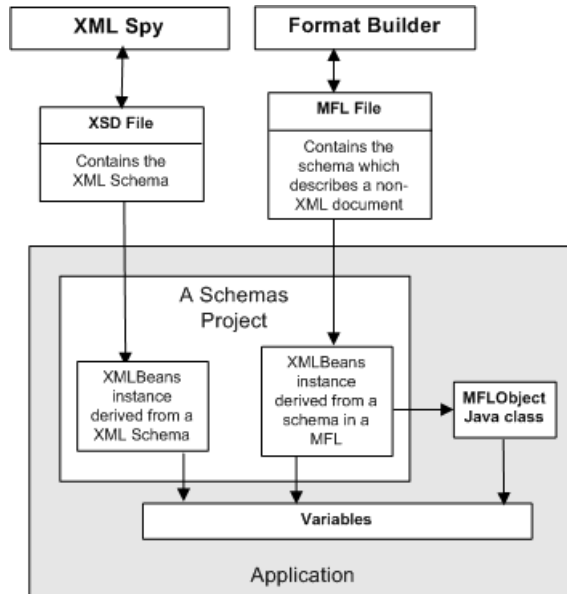 XML Spy
Format Builder
XSD File
Contains the
XML Schema
MFL File
Contains the
schema which
describes a non-
XML document
A Schemas
Project
XMLBeans
instance
derived from a
XML Schema
XMLBeans
instance
derived from a
schema in a
MFL
MFLObject
Java class
Variables
Application